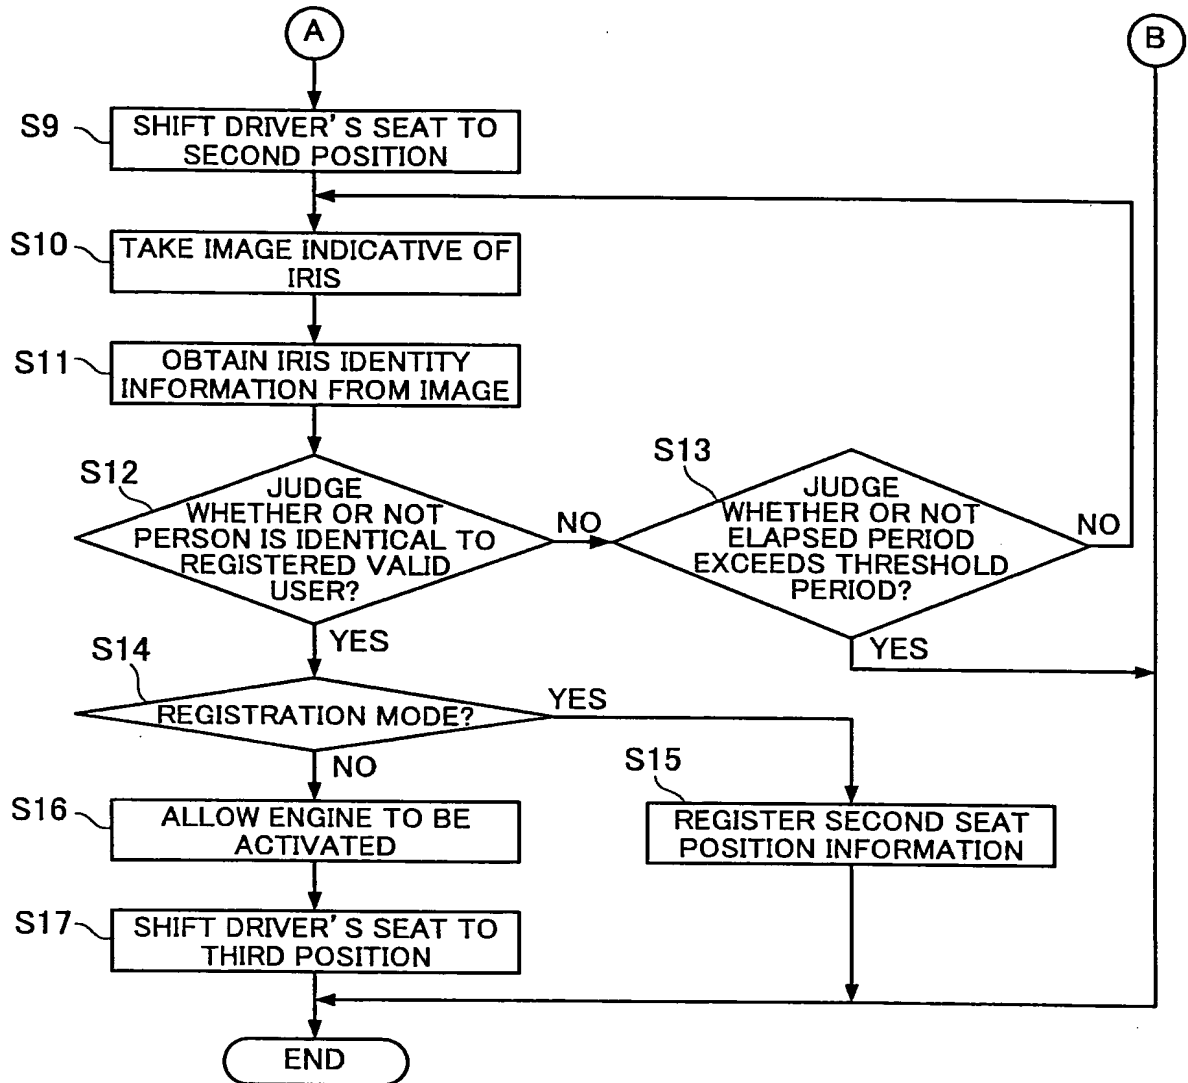 A
B
S9
SHIFT DRIVER'S SEAT TO
SECOND POSITION
S10
TAKE IMAGE INDICATIVE OF
IRIS
S11
OBTAIN IRIS IDENTITY
INFORMATION FROM IMAGE
S12
JUDGE
WHETHER OR NOT
PERSON IS IDENTICAL TO
REGISTERED VALID
USER?
NO
S13
JUDGE
WHETHER OR NOT
ELAPSED PERIOD
EXCEEDS THRESHOLD
PERIOD?
NO
YES
YES
S14
REGISTRATION MODE?
YES
NO
S15
REGISTER SECOND SEAT
POSITION INFORMATION
S16
ALLOW ENGINE TO BE
ACTIVATED
S17
SHIFT DRIVER'S SEAT TO
THIRD POSITION
END